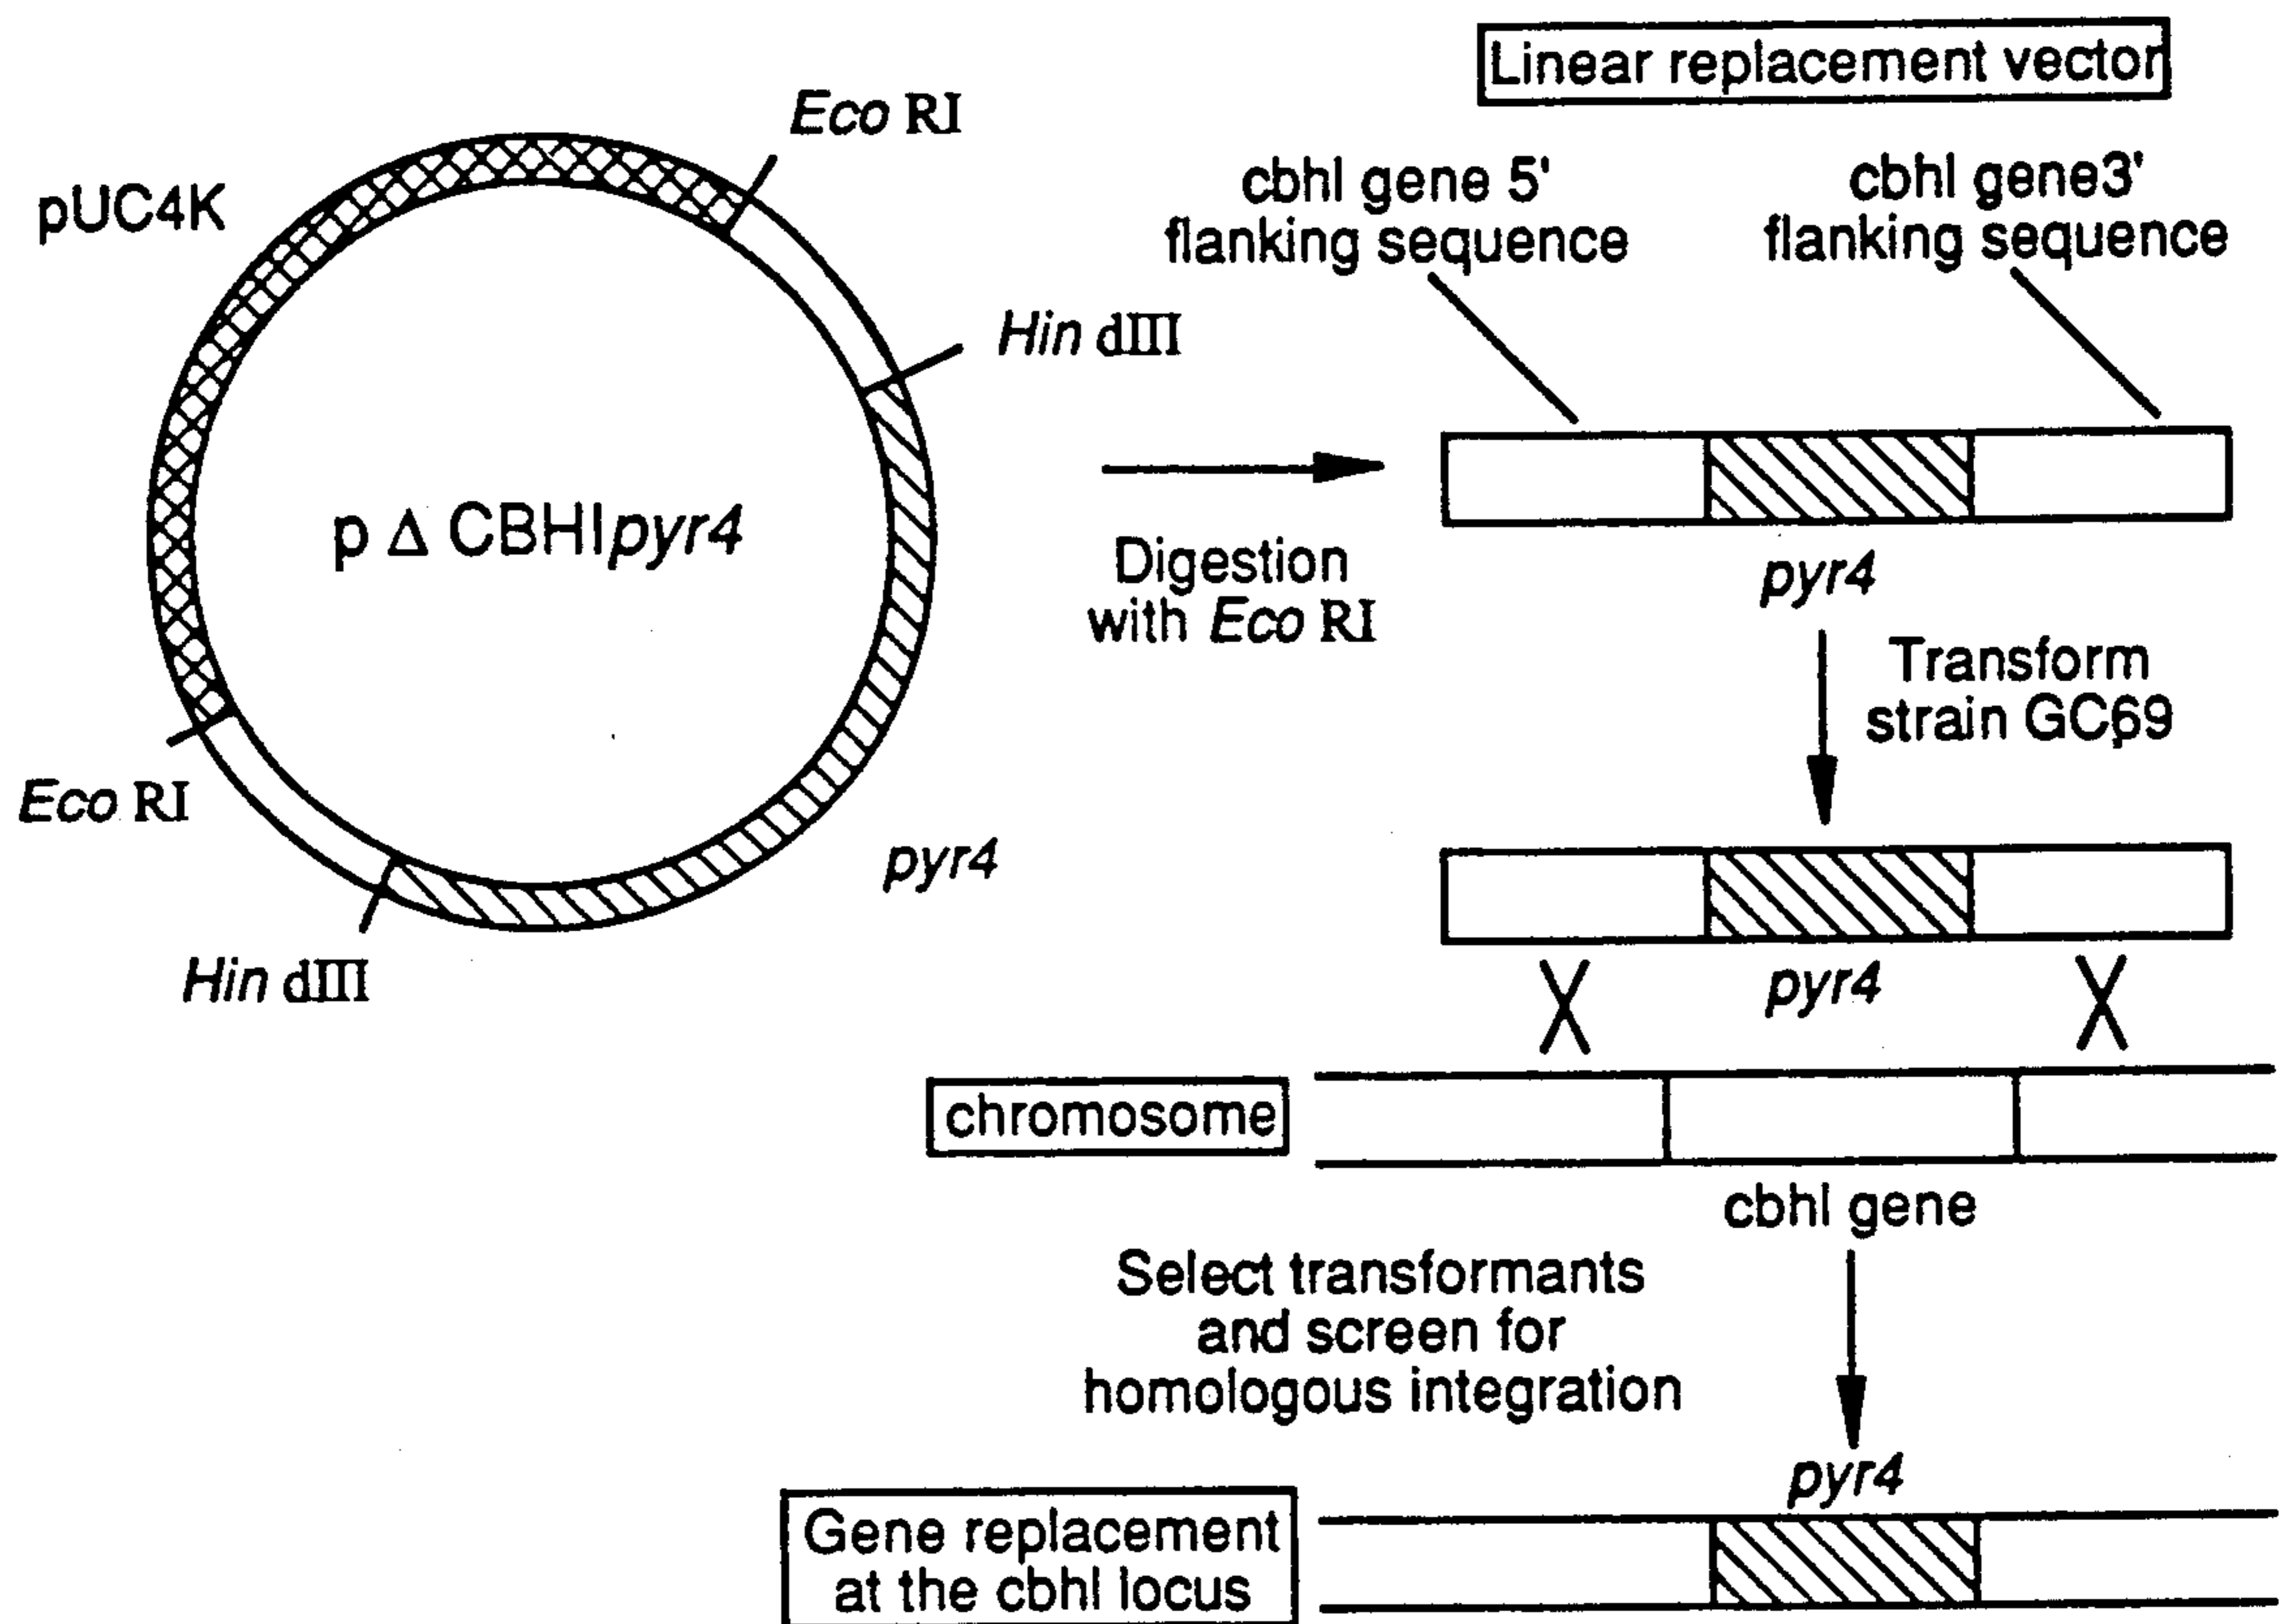 Linear replacement vector
Eco RI
pUC4K
cbhI gene 5'
flanking sequence
cbhI gene3'
flanking sequence
Hin dIII
p Δ CBHIpyr4
Digestion
with Eco RI
pyr4
Transform
strain GC69
Eco RI
pyr4
Hin dIII
pyr4
chromosome
cbhI gene
Select transformants
and screen for
homologous integration
pyr4
Gene replacement
at the cbhI locus